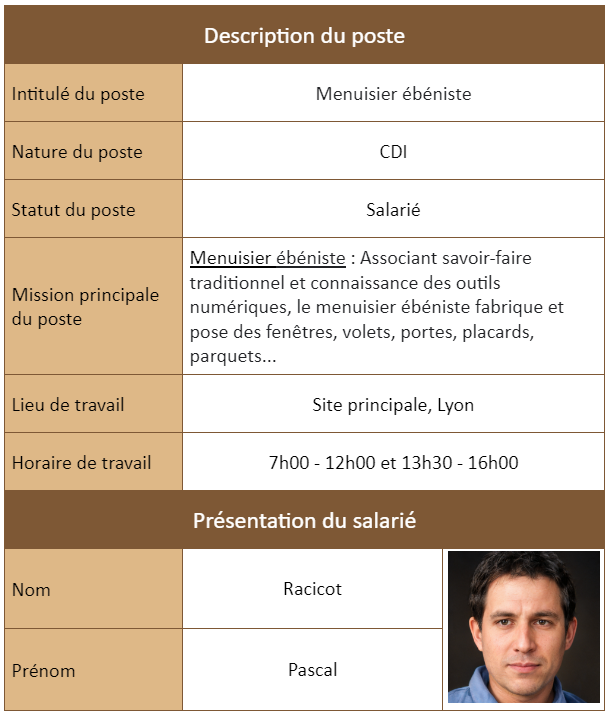 Description du poste
Intitulé du poste
Menuisier ébéniste
Nature du poste
CDI
Statut du poste
Salarié
Mission principale
du poste
Menuisier ébéniste : Associant savoir-faire
traditionnel et connaissance des outils
numériques, le menuisier ébéniste fabrique et
pose des fenêtres, volets, portes, placards,
parquets...
Lieu de travail
Site principale, Lyon
Horaire de travail
7h00 - 12h00 et 13h30 - 16h00
Présentation du salarié
Nom
Racicot
Prénom
Pascal